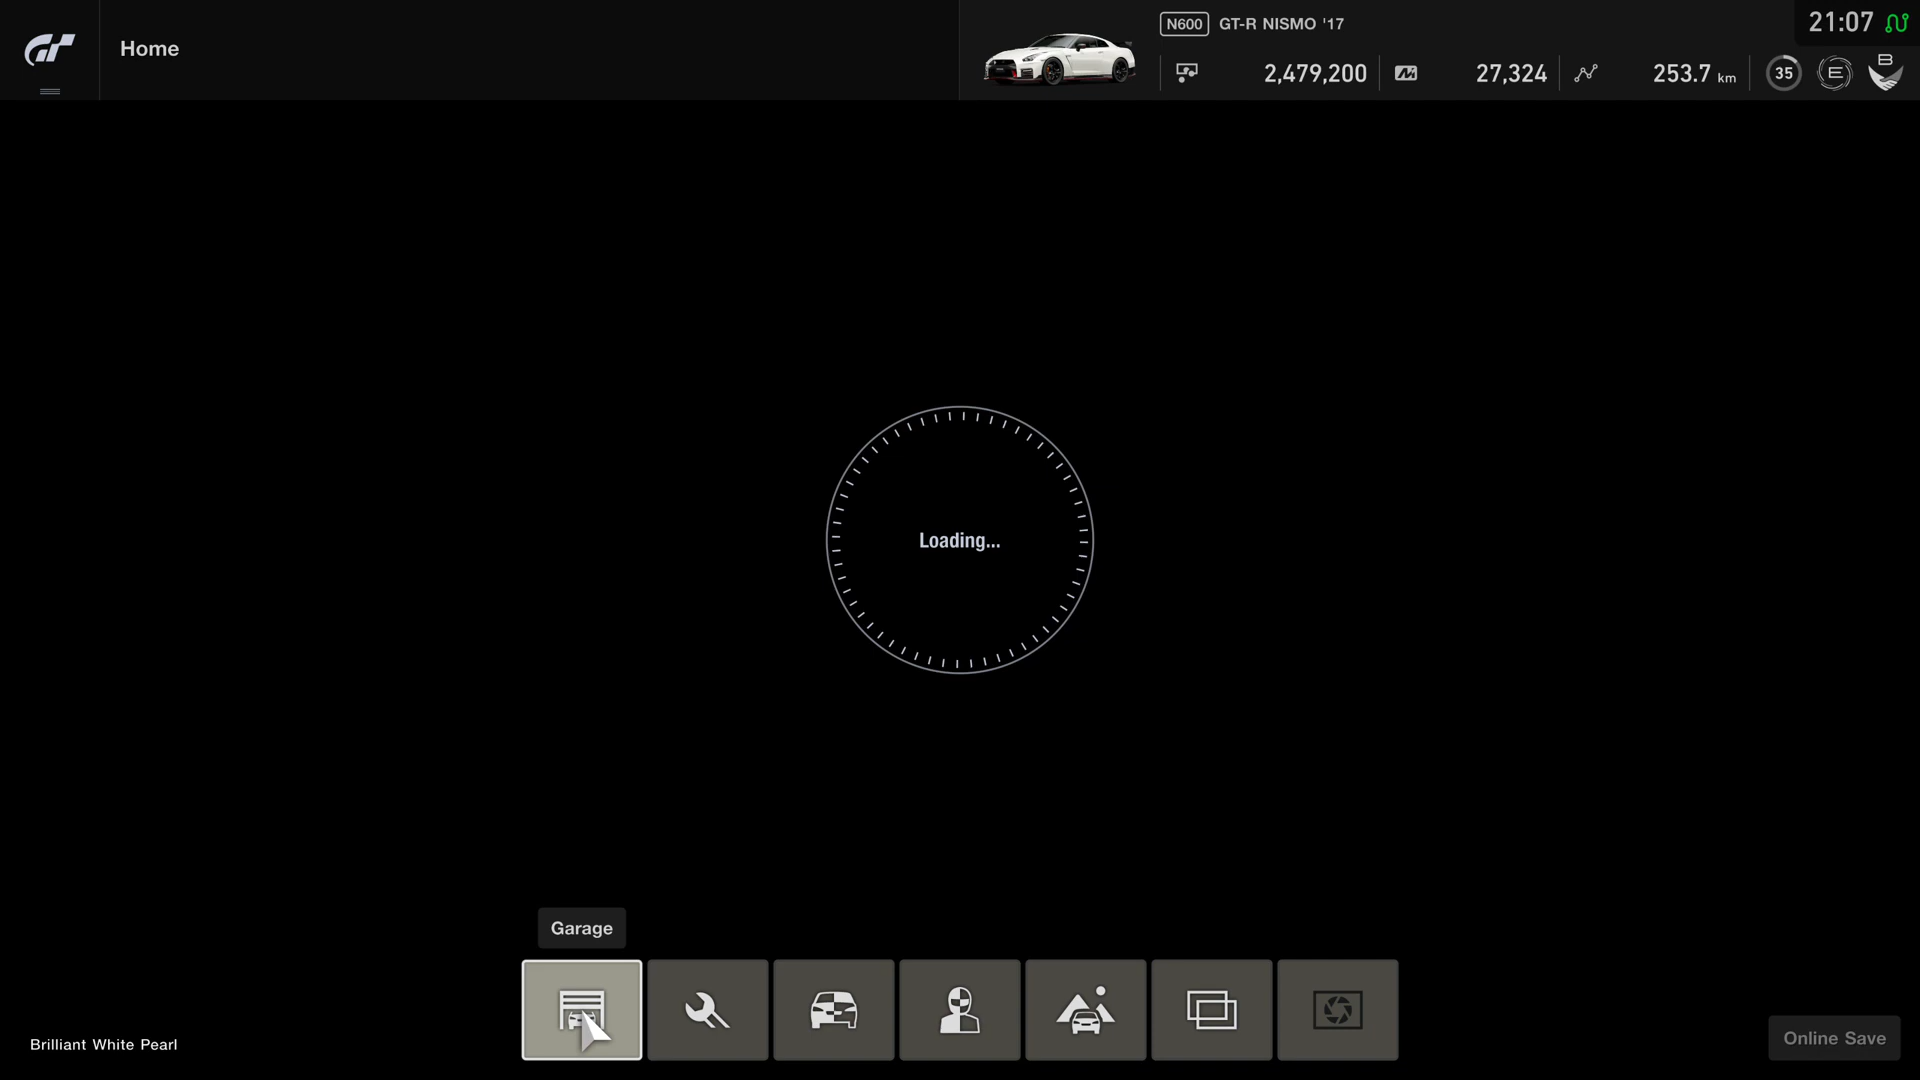 Home
N600 GT-R NISMO '17
21:07
2,479,200
27,324
253.7 km
35
E
B
Loading...
Garage
Brilliant White Pearl
Online Save